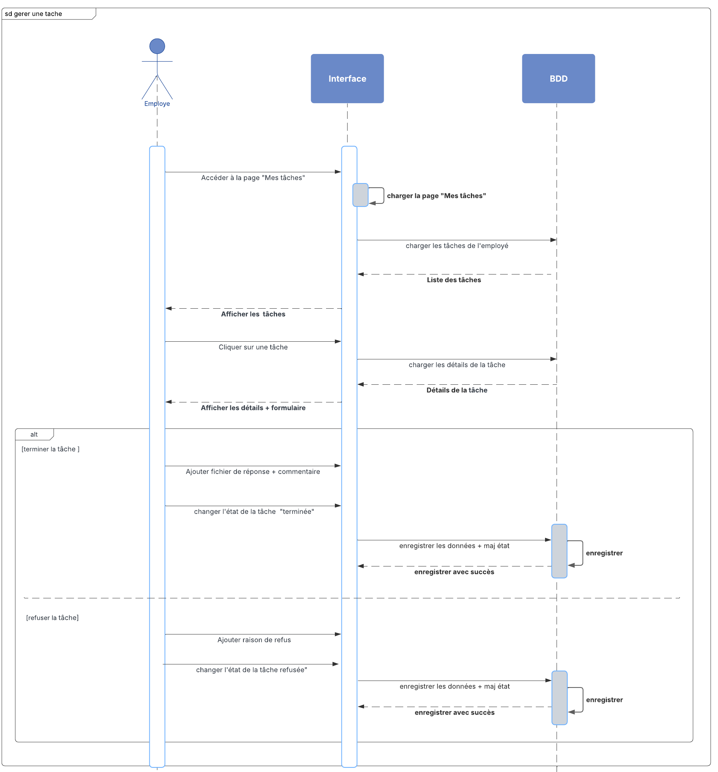 sd gerer une tache
Employe
Interface
BDD
Accéder à la page "Mes tâches"
charger la page "Mes tâches"
charger les tâches de l'employé
Liste des tâches
Afficher les tâches
Cliquer sur une tâche
charger les détails de la tâche
Détails de la tâche
Afficher les détails + formulaire
alt
[terminer la tâche ]
Ajouter fichier de réponse + commentaire
changer l'état de la tâche "terminée"
enregistrer les données + maj état
enregistrer
enregistrer avec succès
[refuser la tâche]
Ajouter raison de refus
changer l'état de la tâche refusée"
enregistrer les données + maj état
enregistrer
enregistrer avec succès